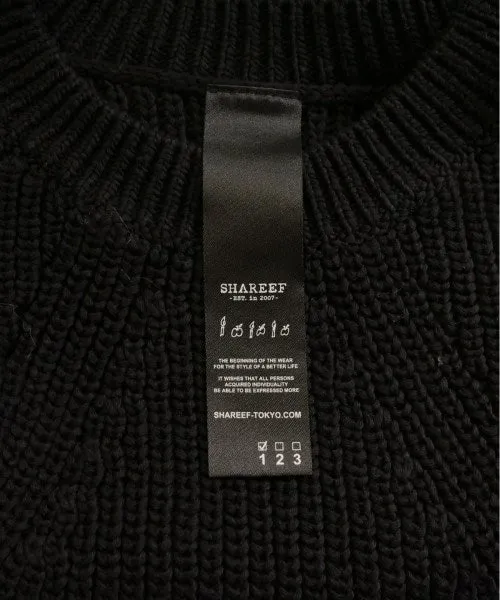 SHAREEF
-EST. in 2007-
THE BEGINNING OF THE WEAR
FOR THE STYLE OF A BETTER LIFE
IT WISHES THAT ALL PERSONS
ACQUIRED INDIVIDUALITY
BE ABLE TO BE EXPRESSED MORE
SHAREEF-TOKYO.COM
1 2 3